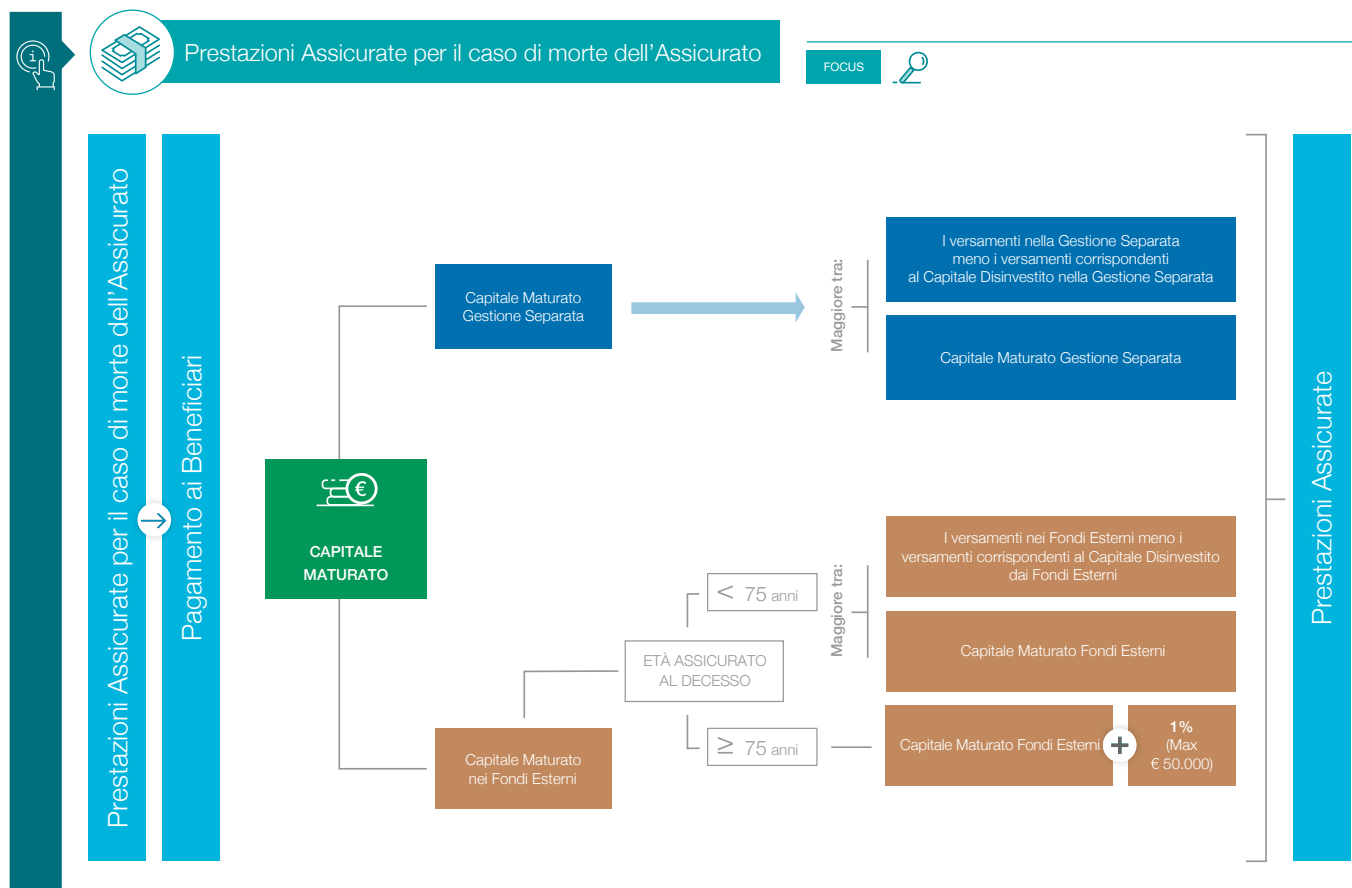 Prestazioni Assicurate per il caso di morte dell'Assicurato
FOCUS
Prestazioni Assicurate per il caso di morte dell'Assicurato
Pagamento ai Beneficiari
CAPITALE
MATURATO
Capitale Maturato
Gestione Separata
Maggiore tra:
I versamenti nella Gestione Separata
meno i versamenti corrispondenti
al Capitale Disinvestito nella Gestione Separata
Capitale Maturato Gestione Separata
Capitale Maturato
nei Fondi Esterni
ETÀ ASSICURATO
AL DECESSO
< 75 anni
Maggiore tra:
I versamenti nei Fondi Esterni meno i
versamenti corrispondenti al Capitale Disinvestito
dai Fondi Esterni
Capitale Maturato Fondi Esterni
≥ 75 anni
Capitale Maturato Fondi Esterni
+
1%
(Max
€ 50.000)
Prestazioni Assicurate